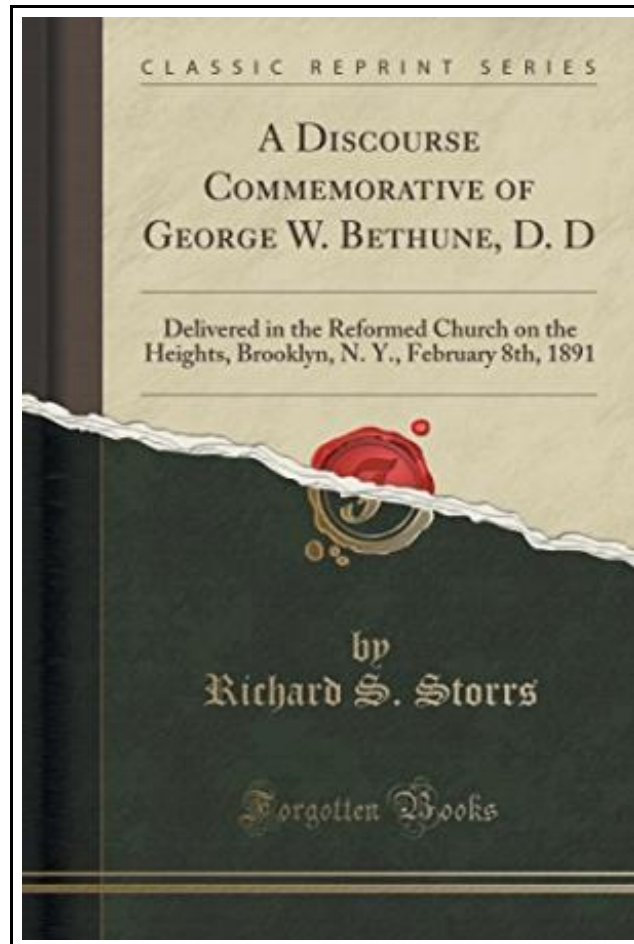 CLASSIC REPRINT SERIES
A DISCOURSE
COMMEMORATIVE OF
GEORGE W. BETHUNE, D. D
Delivered in the Reformed Church on the
Heights, Brooklyn, N. Y., February 8th, 1891
by
Richard S. Storrs
Forgotten Books